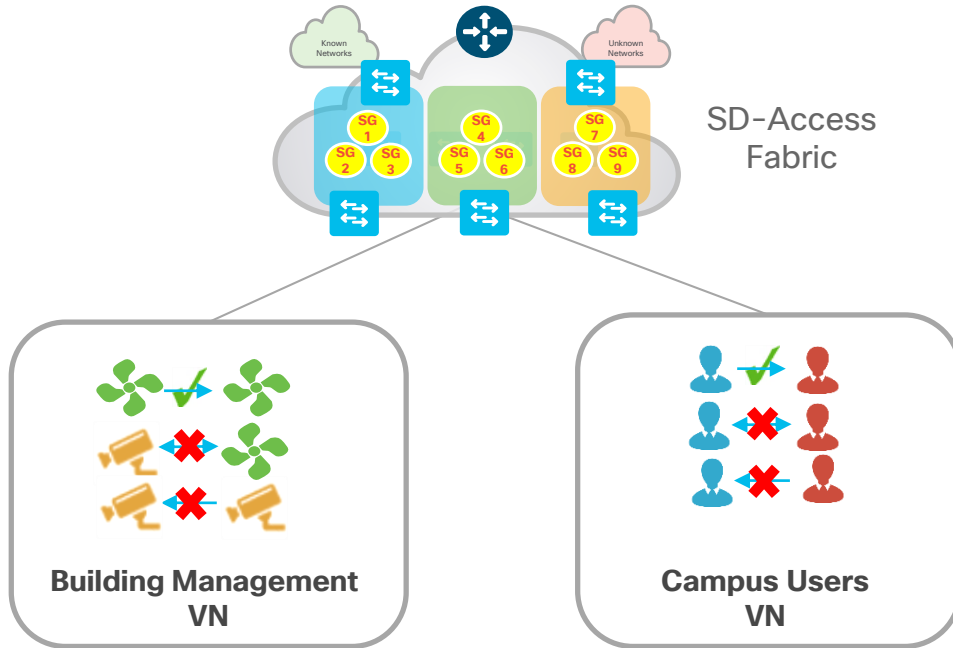 Known
Networks
Unknown
Networks
SG
1
SG
2
SG
3
SG
4
SG
5
SG
6
SG
7
SG
8
SG
9
SD-Access
Fabric
Building Management
VN
Campus Users
VN